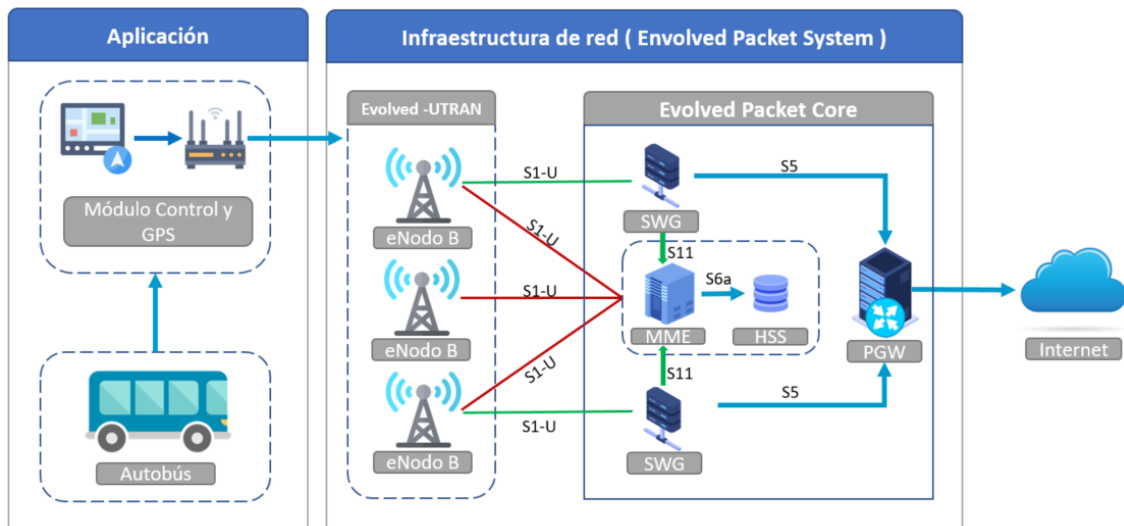 Aplicación
Infraestructura de red ( Envolved Packet System )
Evolved -UTRAN
Evolved Packet Core
Módulo Control y
GPS
Autobús
eNodo B
eNodo B
eNodo B
S1-U
S1-U
S1-U
S1-U
S1-U
SWG
S11
S5
MME
S6a
HSS
S11
SWG
S5
PGW
Internet